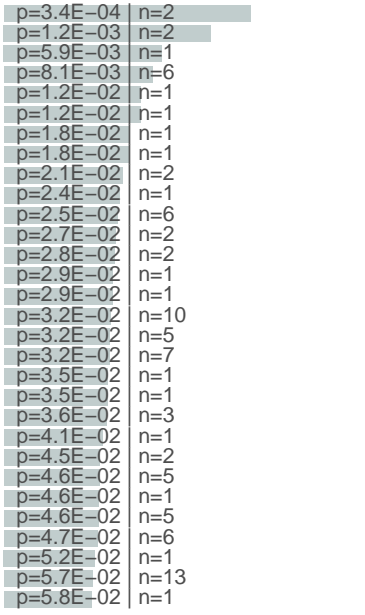 p=3.4E−04 | n=2
p=1.2E−03 | n=2
p=5.9E−03 | n=1
p=8.1E−03 | n=6
p=1.2E−02 | n=1
p=1.2E−02 | n=1
p=1.8E−02 | n=1
p=1.8E−02 | n=1
p=2.1E−02 | n=2
p=2.4E−02 | n=1
p=2.5E−02 | n=6
p=2.7E−02 | n=2
p=2.8E−02 | n=2
p=2.9E−02 | n=1
p=2.9E−02 | n=1
p=3.2E−02 | n=10
p=3.2E−02 | n=5
p=3.2E−02 | n=7
p=3.5E−02 | n=1
p=3.5E−02 | n=1
p=3.6E−02 | n=3
p=4.1E−02 | n=1
p=4.5E−02 | n=2
p=4.6E−02 | n=5
p=4.6E−02 | n=1
p=4.6E−02 | n=5
p=4.7E−02 | n=6
p=5.2E−02 | n=1
p=5.7E−02 | n=13
p=5.8E−02 | n=1